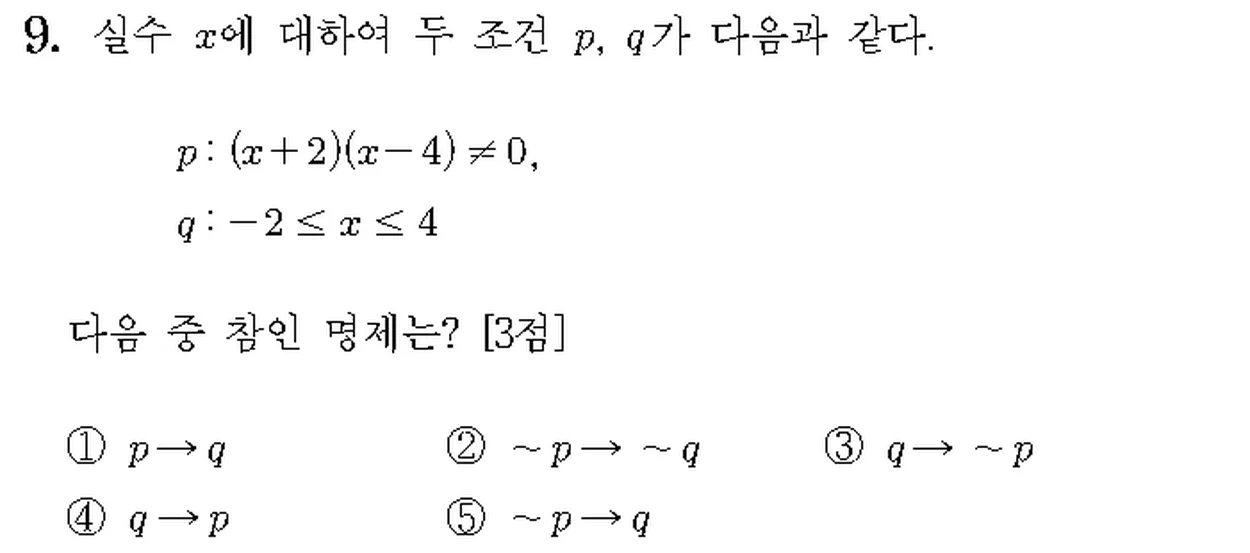 9. 실수 x에 대하여 두 조건 p, q가 다음과 같다.
p : (x+2)(x-4)≠0,
q : -2 ≤ x ≤ 4
다음 중 참인 명제는? [3점]
① p→q ② ~p→ ~q ③ q→ ~p
④ q→p ⑤ ~p→q